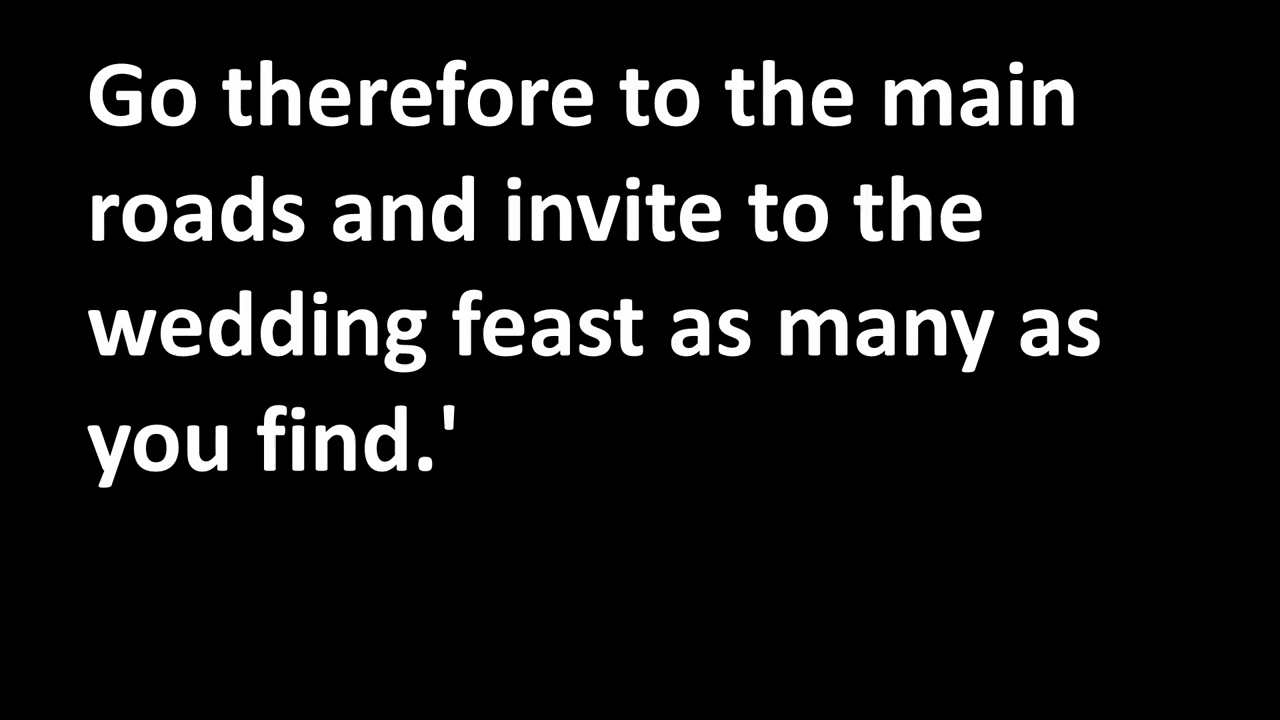 Go therefore to the main
roads and invite to the
wedding feast as many as
you find.'